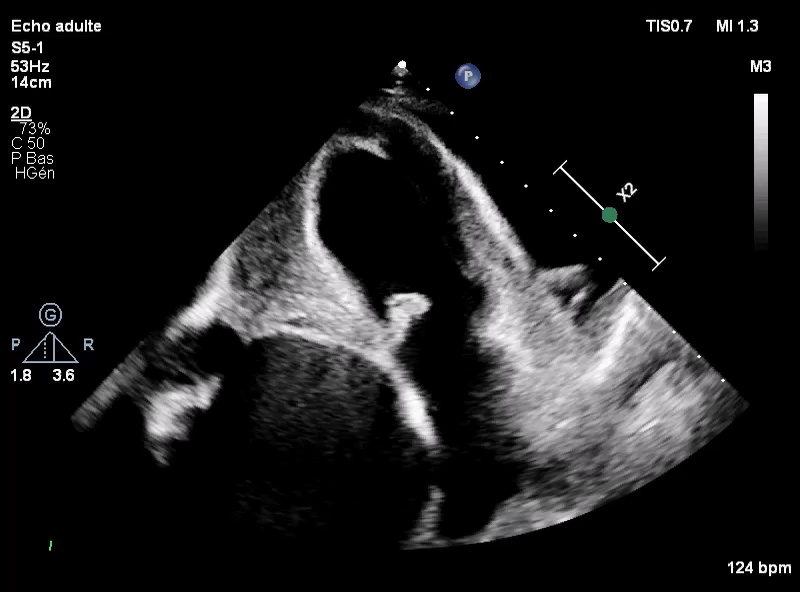 Echo adulte
S5-1
53Hz
14cm
2D
73%
C 50
P Bas
HGén
TIS0.7 MI 1.3
M3
P
X2
G
P R
1.8 3.6
124 bpm